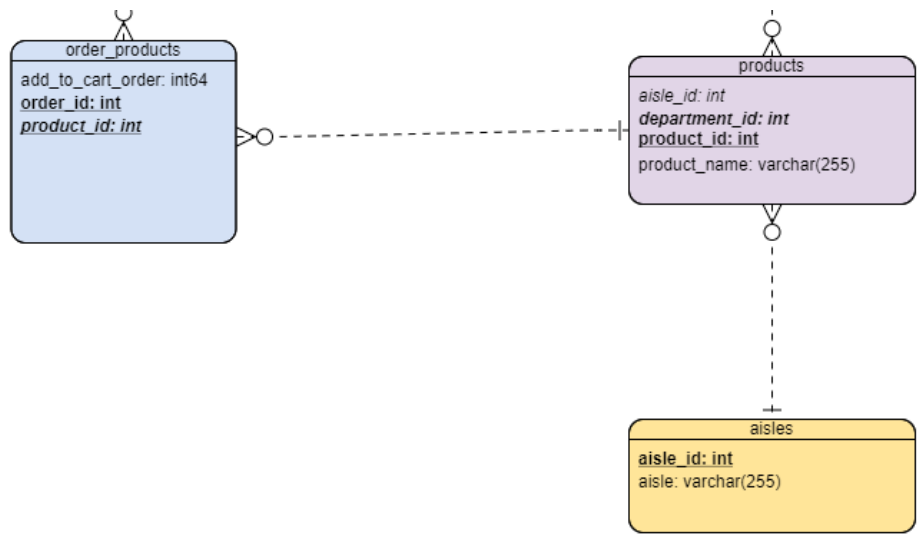 order_products
add_to_cart_order: int64
order_id: int
product_id: int
products
aisle_id: int
department_id: int
product_id: int
product_name: varchar(255)
aisles
aisle_id: int
aisle: varchar(255)